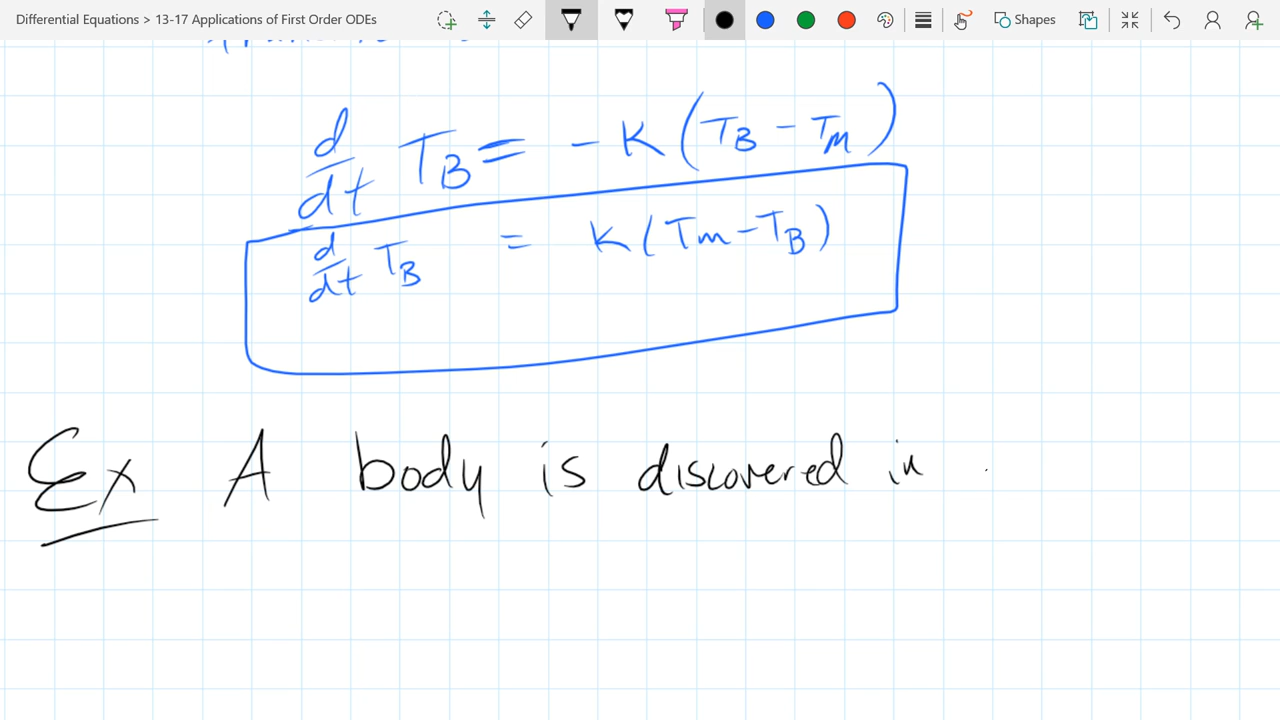 Differential Equations > 13-17 Applications of First Order ODEs
Shapes
d/dt T_B = -K(T_B - T_m)
d/dt T_B = K(T_m - T_B)
Ex A body is discovered in